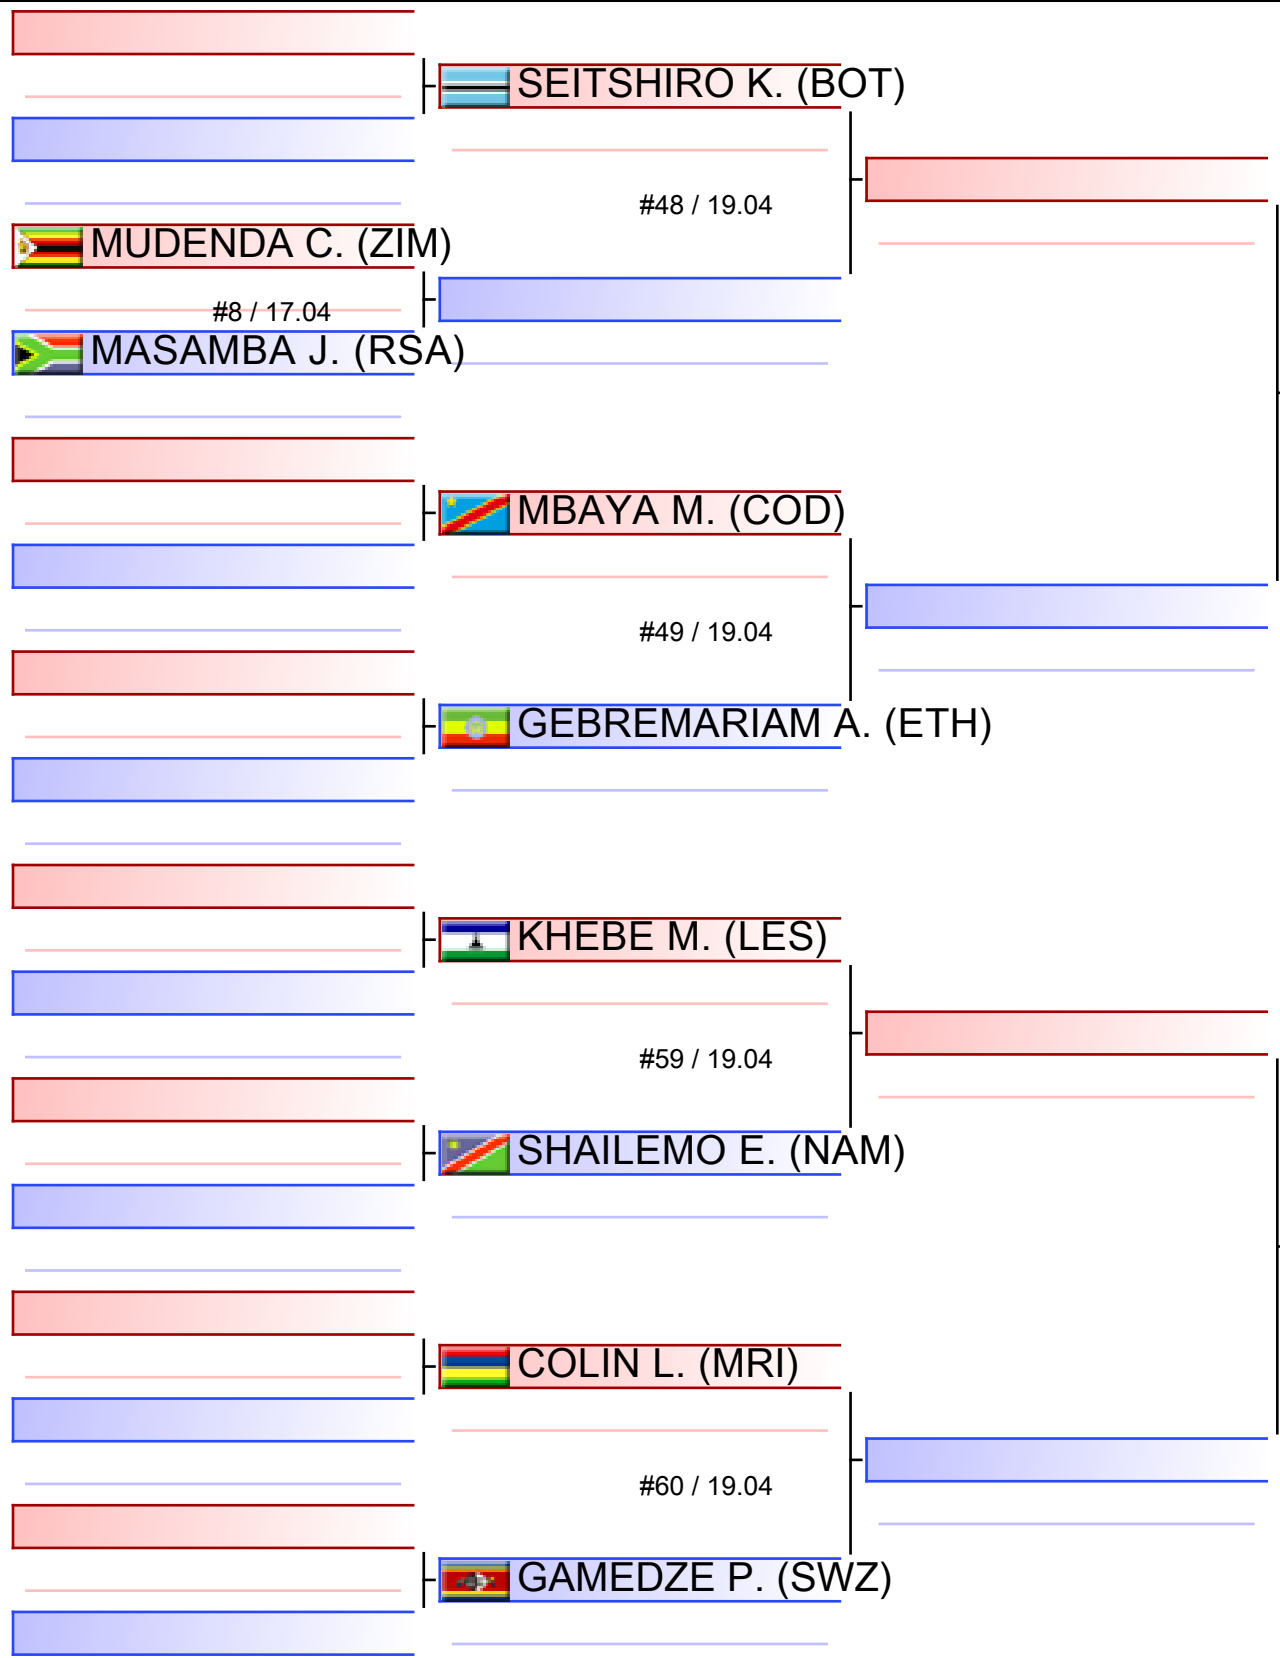 SEITSHIRO K. (BOT)
#48 / 19.04
MUDENDA C. (ZIM)
#8 / 17.04
MASAMBA J. (RSA)
MBAYA M. (COD)
#49 / 19.04
GEBREMARIAM A. (ETH)
KHEBE M. (LES)
#59 / 19.04
SHAILEMO E. (NAM)
COLIN L. (MRI)
#60 / 19.04
GAMEDZE P. (SWZ)